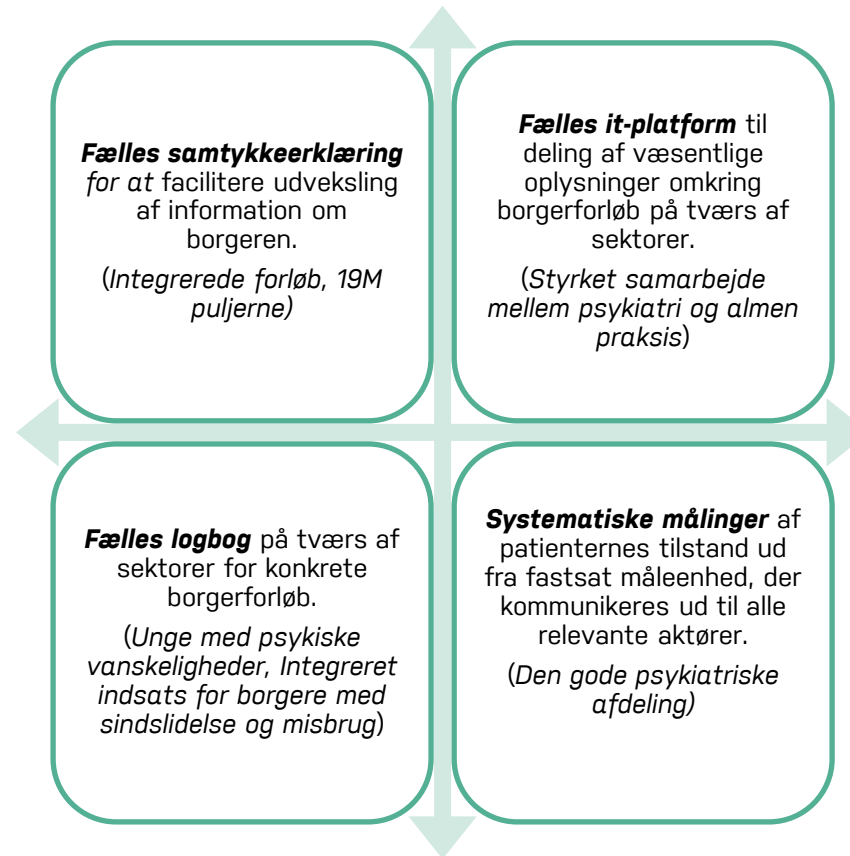 Fælles samtykkeerklæring
for at facilitere udveksling
af information om
borgeren.
(Integrerede forløb, 19M
puljerne)
Fælles it-platform til
deling af væsentlige
oplysninger omkring
borgerforløb på tværs af
sektorer.
(Styrket samarbejde
mellem psykiatri og almen
praksis)
Fælles logbog på tværs af
sektorer for konkrete
borgerforløb.
(Unge med psykiske
vanskeligheder, Integreret
indsats for borgere med
sindslidelse og misbrug)
Systematiske målinger af
patienternes tilstand ud
fra fastsat måleenhed, der
kommunikeres ud til alle
relevante aktører.
(Den gode psykiatriske
afdeling)